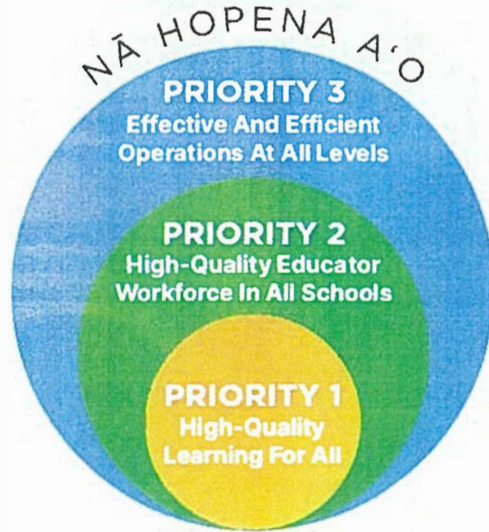 NĀ HOPENA AʻO
PRIORITY 3
Effective And Efficient
Operations At All Levels
PRIORITY 2
High-Quality Educator
Workforce In All Schools
PRIORITY 1
High-Quality
Learning For All